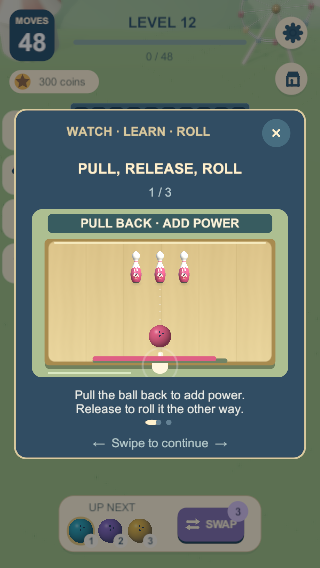 MOVES
48
LEVEL 12
0 / 48
300 coins
WATCH · LEARN · ROLL
×
PULL, RELEASE, ROLL
1 / 3
PULL BACK · ADD POWER
Pull the ball back to add power.
Release to roll it the other way.
← Swipe to continue →
UP NEXT
1
2
3
SWAP
3